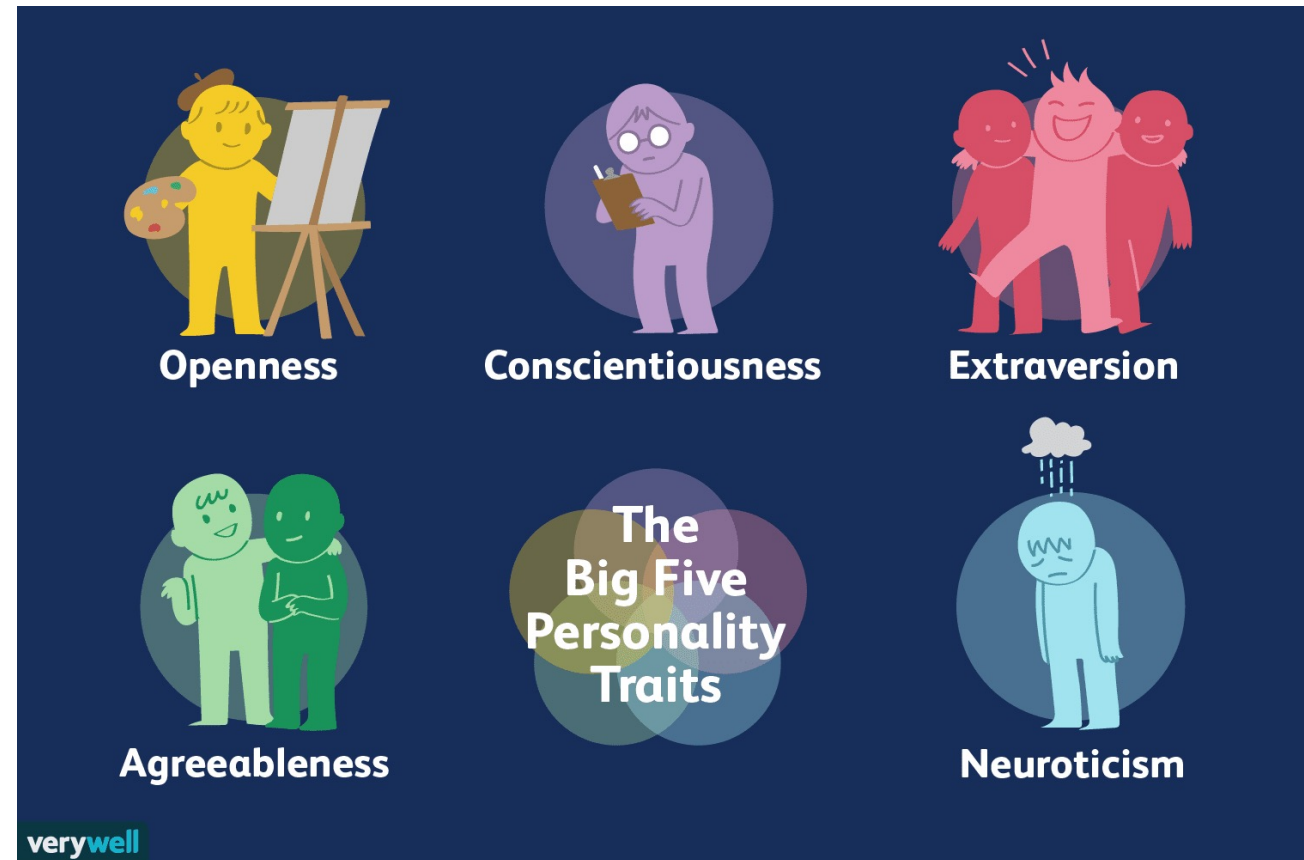 Openness
Conscientiousness
Extraversion
Agreeableness
The
Big Five
Personality
Traits
Neuroticism
verywell